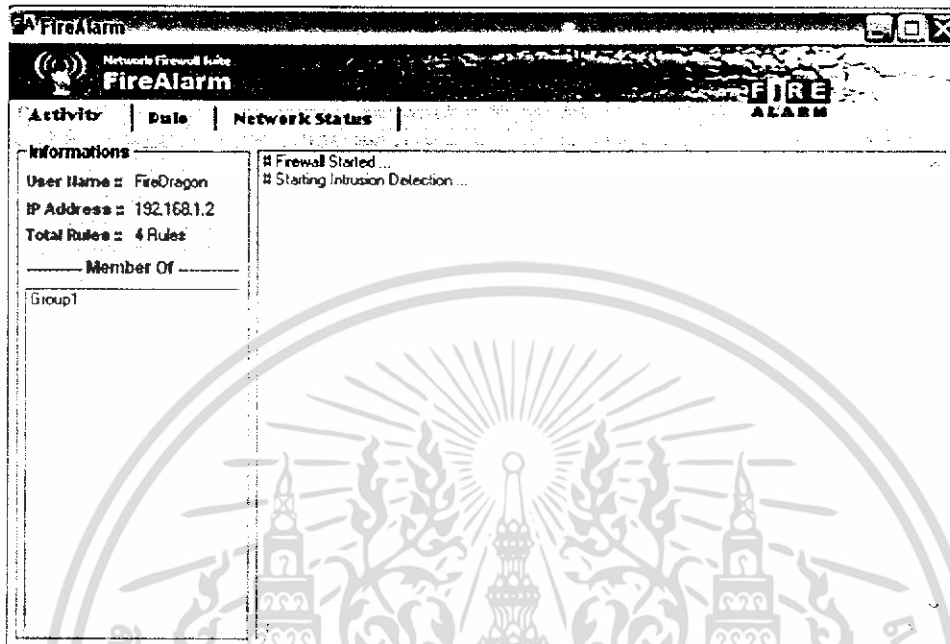 FireAlarm
Network Firewall Suite
FireAlarm
FIRE
ALARM
Activity
Rule
Network Status
Informations
User Name :: FireDragon
IP Address :: 192.168.1.2
Total Rules :: 4 Rules
Member Of
Group1
# Firewall Started ...
# Starting Intrusion Detection ...